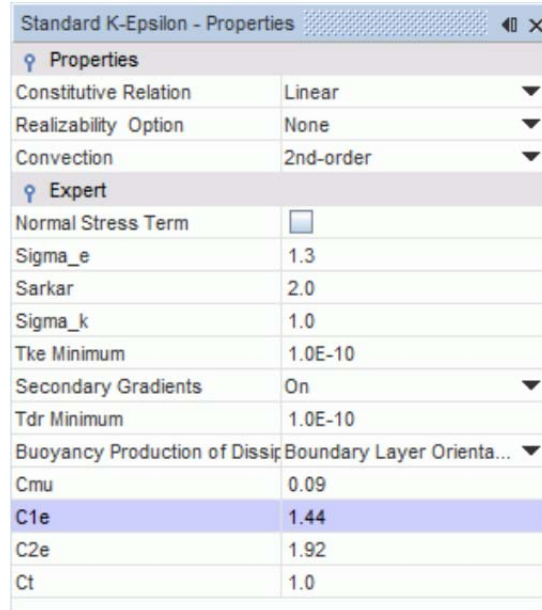 Standard K-Epsilon - Properties
Properties
Constitutive Relation Linear
Realizability Option None
Convection 2nd-order
Expert
Normal Stress Term
Sigma_e 1.3
Sarkar 2.0
Sigma_k 1.0
Tke Minimum 1.0E-10
Secondary Gradients On
Tdr Minimum 1.0E-10
Buoyancy Production of Dissip Boundary Layer Orienta...
Cmu 0.09
C1e 1.44
C2e 1.92
Ct 1.0